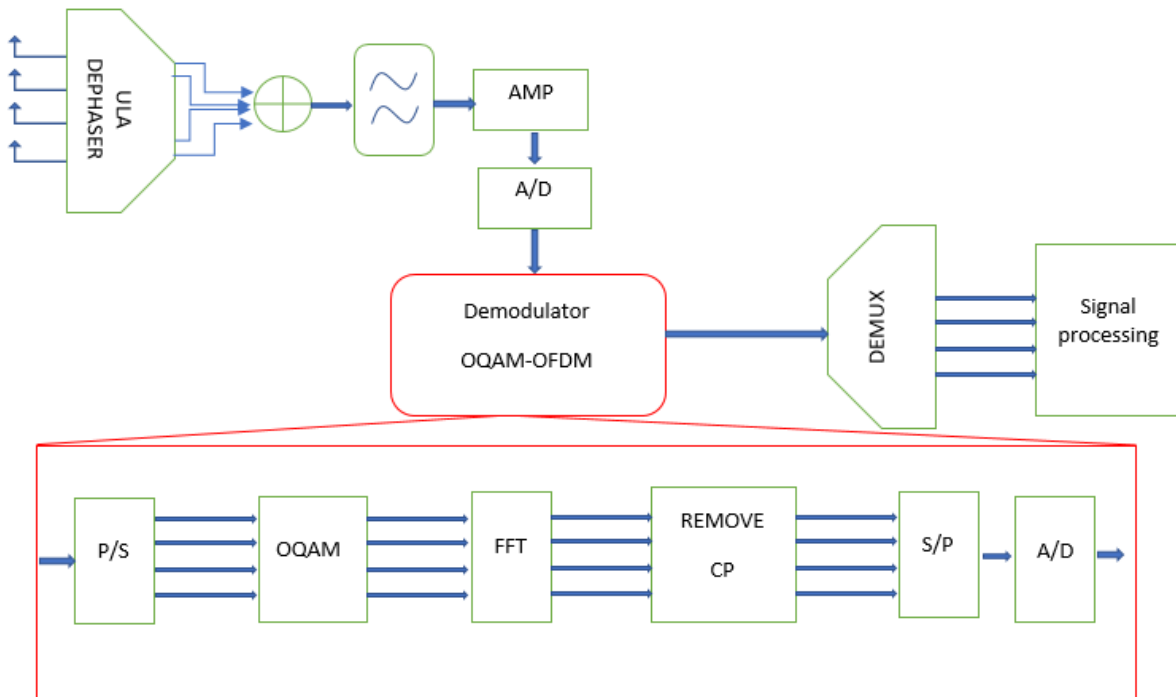 ULA
DEPHASER
AMP
A/D
Demodulator
OQAM-OFDM
DEMUX
Signal
processing
P/S
OQAM
FFT
REMOVE
CP
S/P
A/D